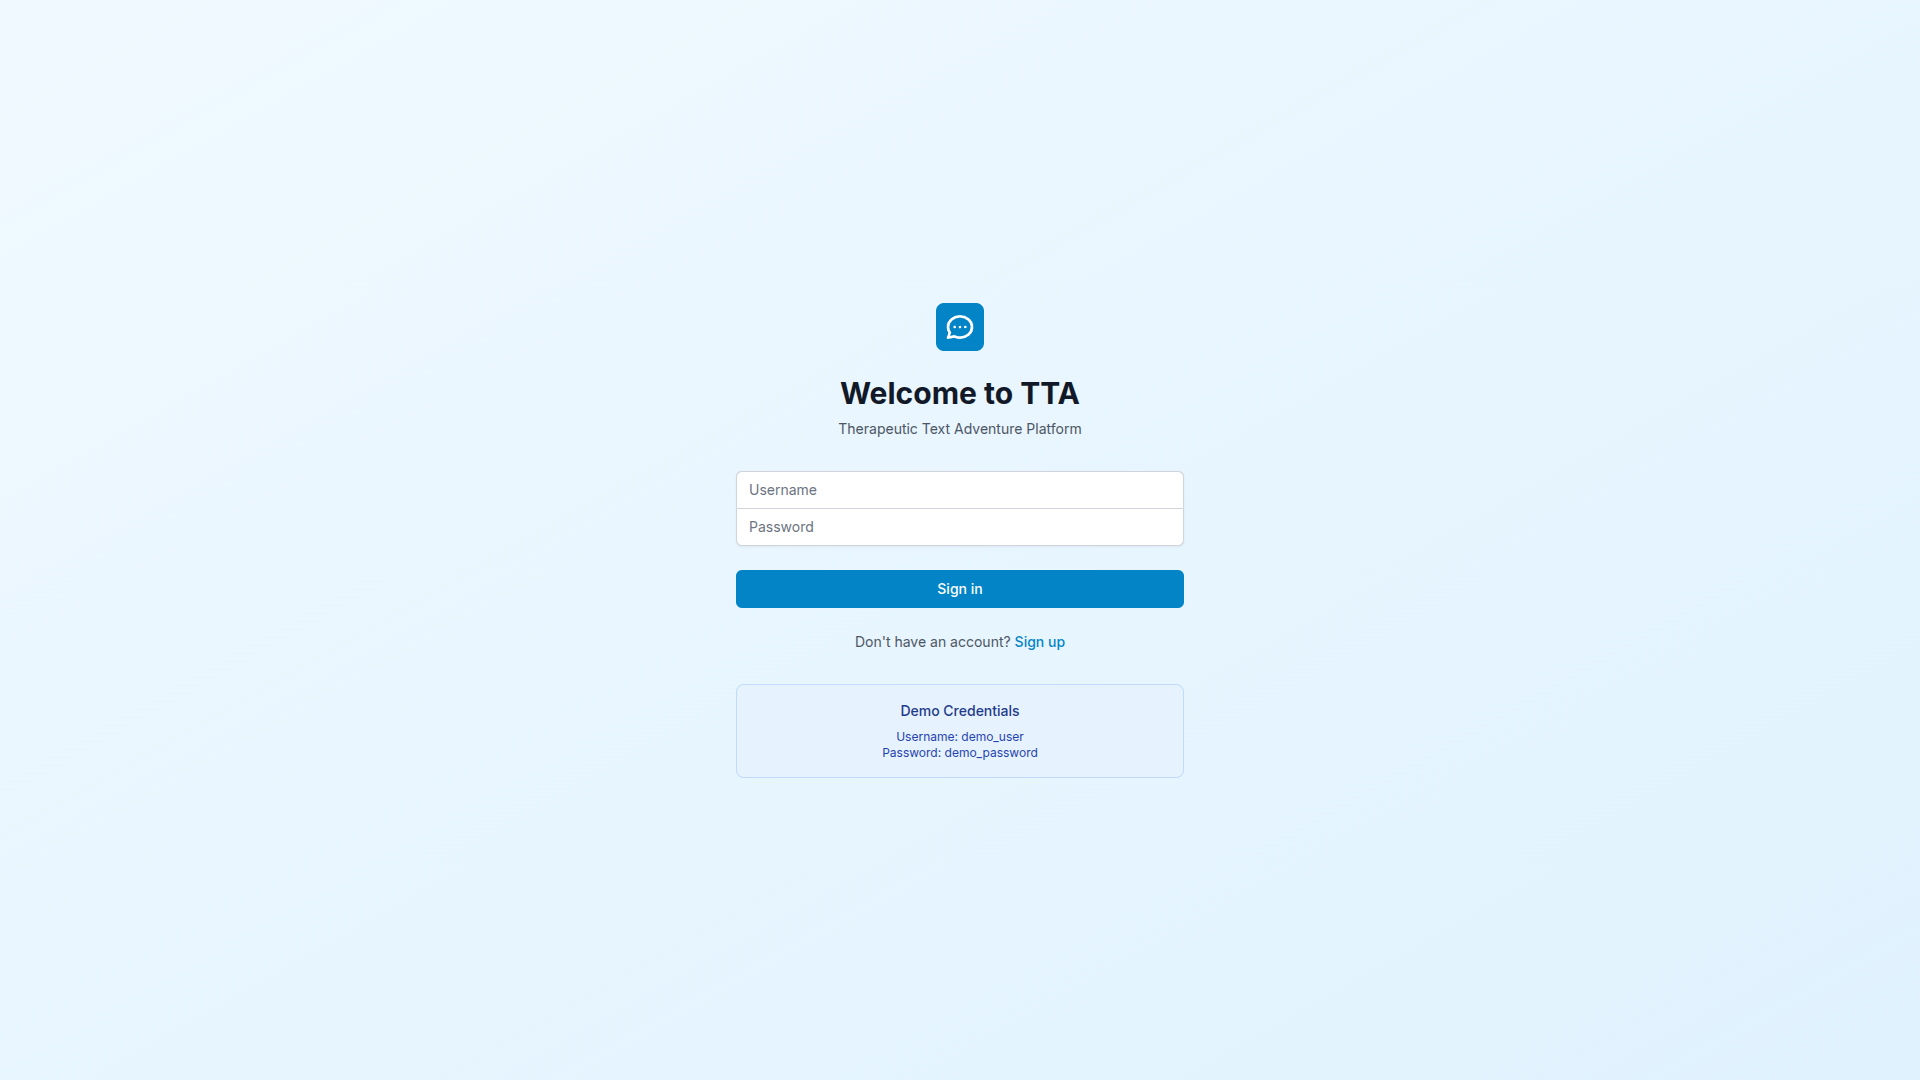 Welcome to TTA
Therapeutic Text Adventure Platform
Username
Password
Sign in
Don't have an account? Sign up
Demo Credentials
Username: demo_user
Password: demo_password